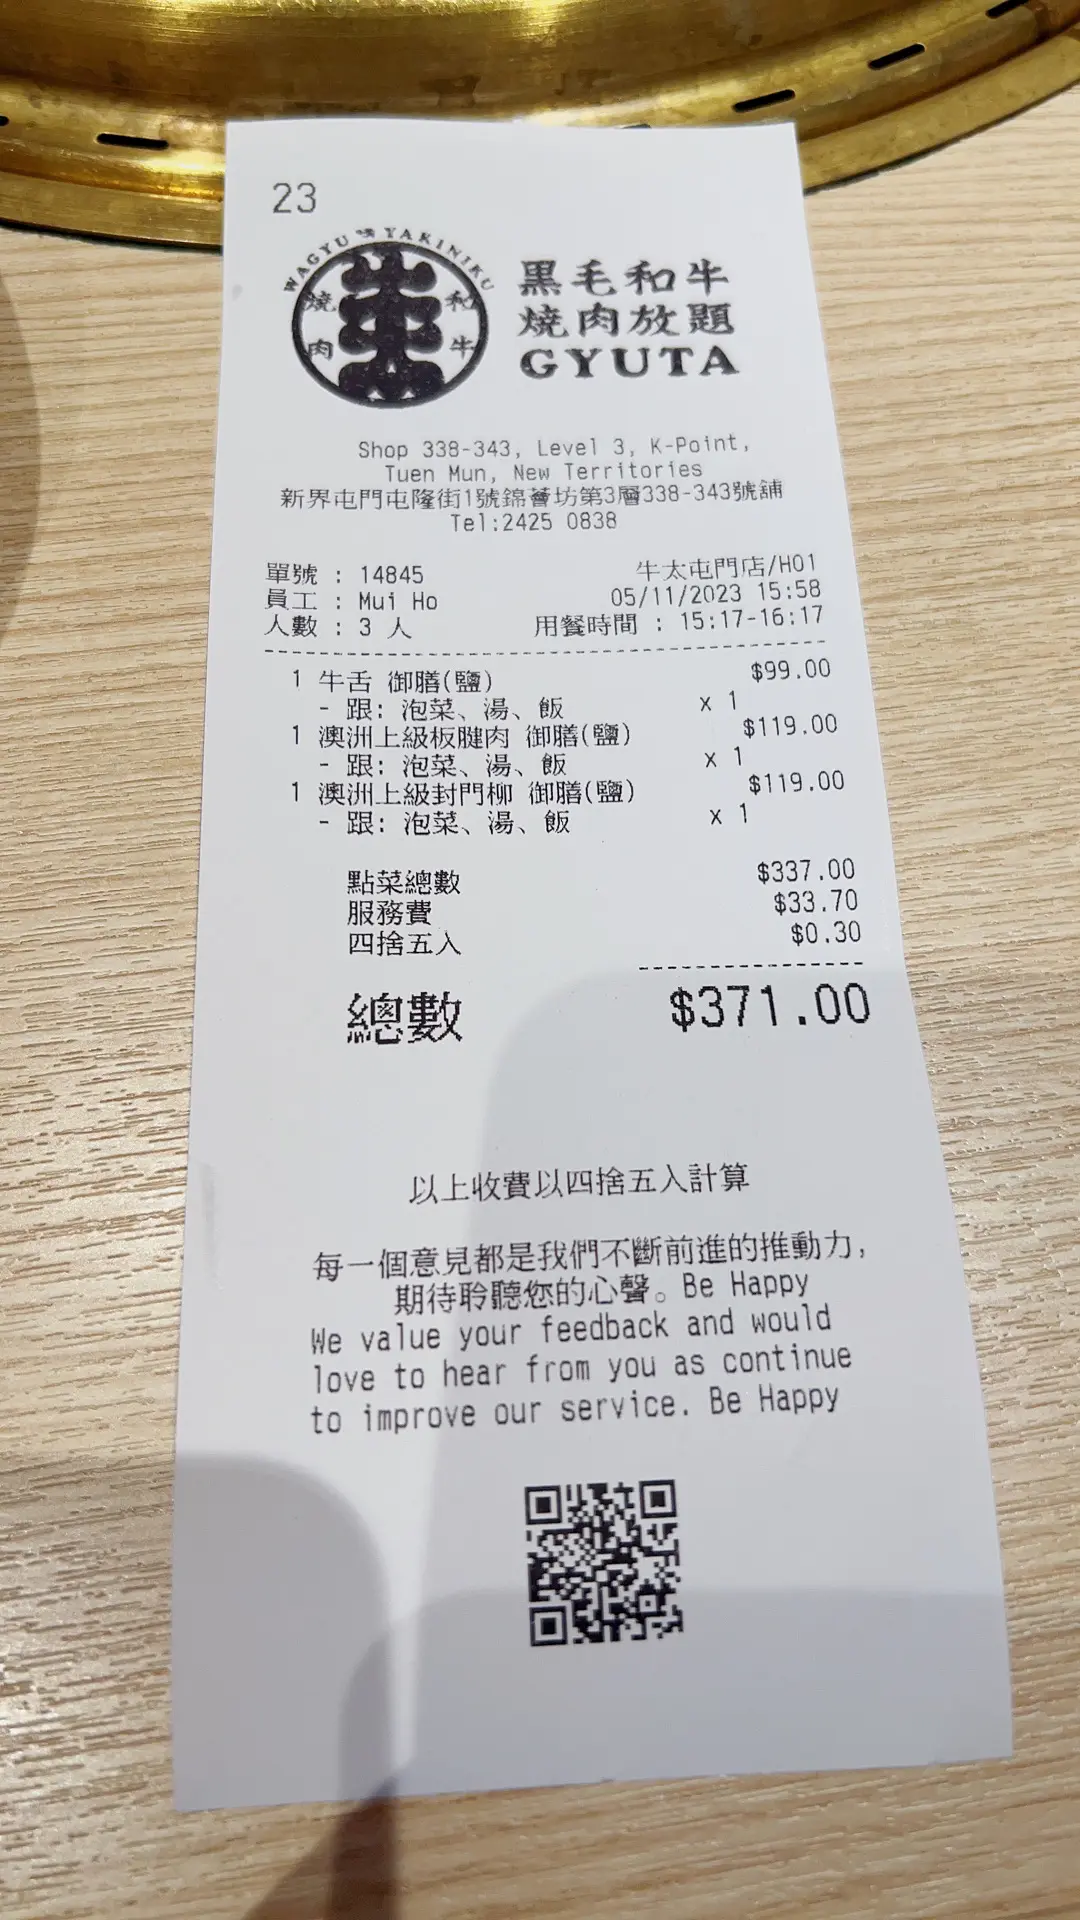 23
WAGYU YAKINIKU
燒肉 和牛
黒毛和牛
燒肉放題
GYUTA
Shop 338-343, Level 3, K-Point,
Tuen Mun, New Territories
新界屯門屯隆街1號錦薈坊第3層338-343號舖
Tel:2425 0838
單號 : 14845 牛太屯門店/H01
員工 : Mui Ho 05/11/2023 15:58
人數 : 3 人 用餐時間 : 15:17-16:17
1 牛舌 御膳(鹽) $99.00
- 跟: 泡菜、湯、飯 x 1
1 澳洲上級板腱肉 御膳(鹽) $119.00
- 跟: 泡菜、湯、飯 x 1
1 澳洲上級封門柳 御膳(鹽) $119.00
- 跟: 泡菜、湯、飯 x 1
點菜總數 $337.00
服務費 $33.70
四捨五入 $0.30
總數 $371.00
以上收費以四捨五入計算
每一個意見都是我們不斷前進的推動力,
期待聆聽您的心聲。Be Happy
We value your feedback and would
love to hear from you as continue
to improve our service. Be Happy